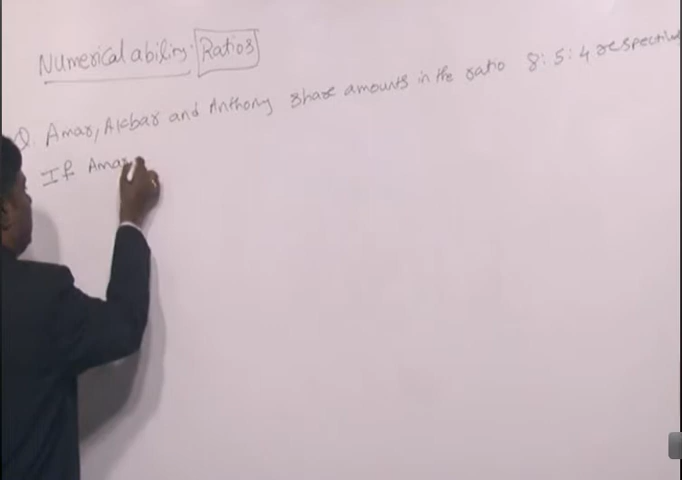 Numerical ability: Ratios
Q. Amar, Akbar and Anthony share amounts in the ratio 8:5:4 respectively
If Amar